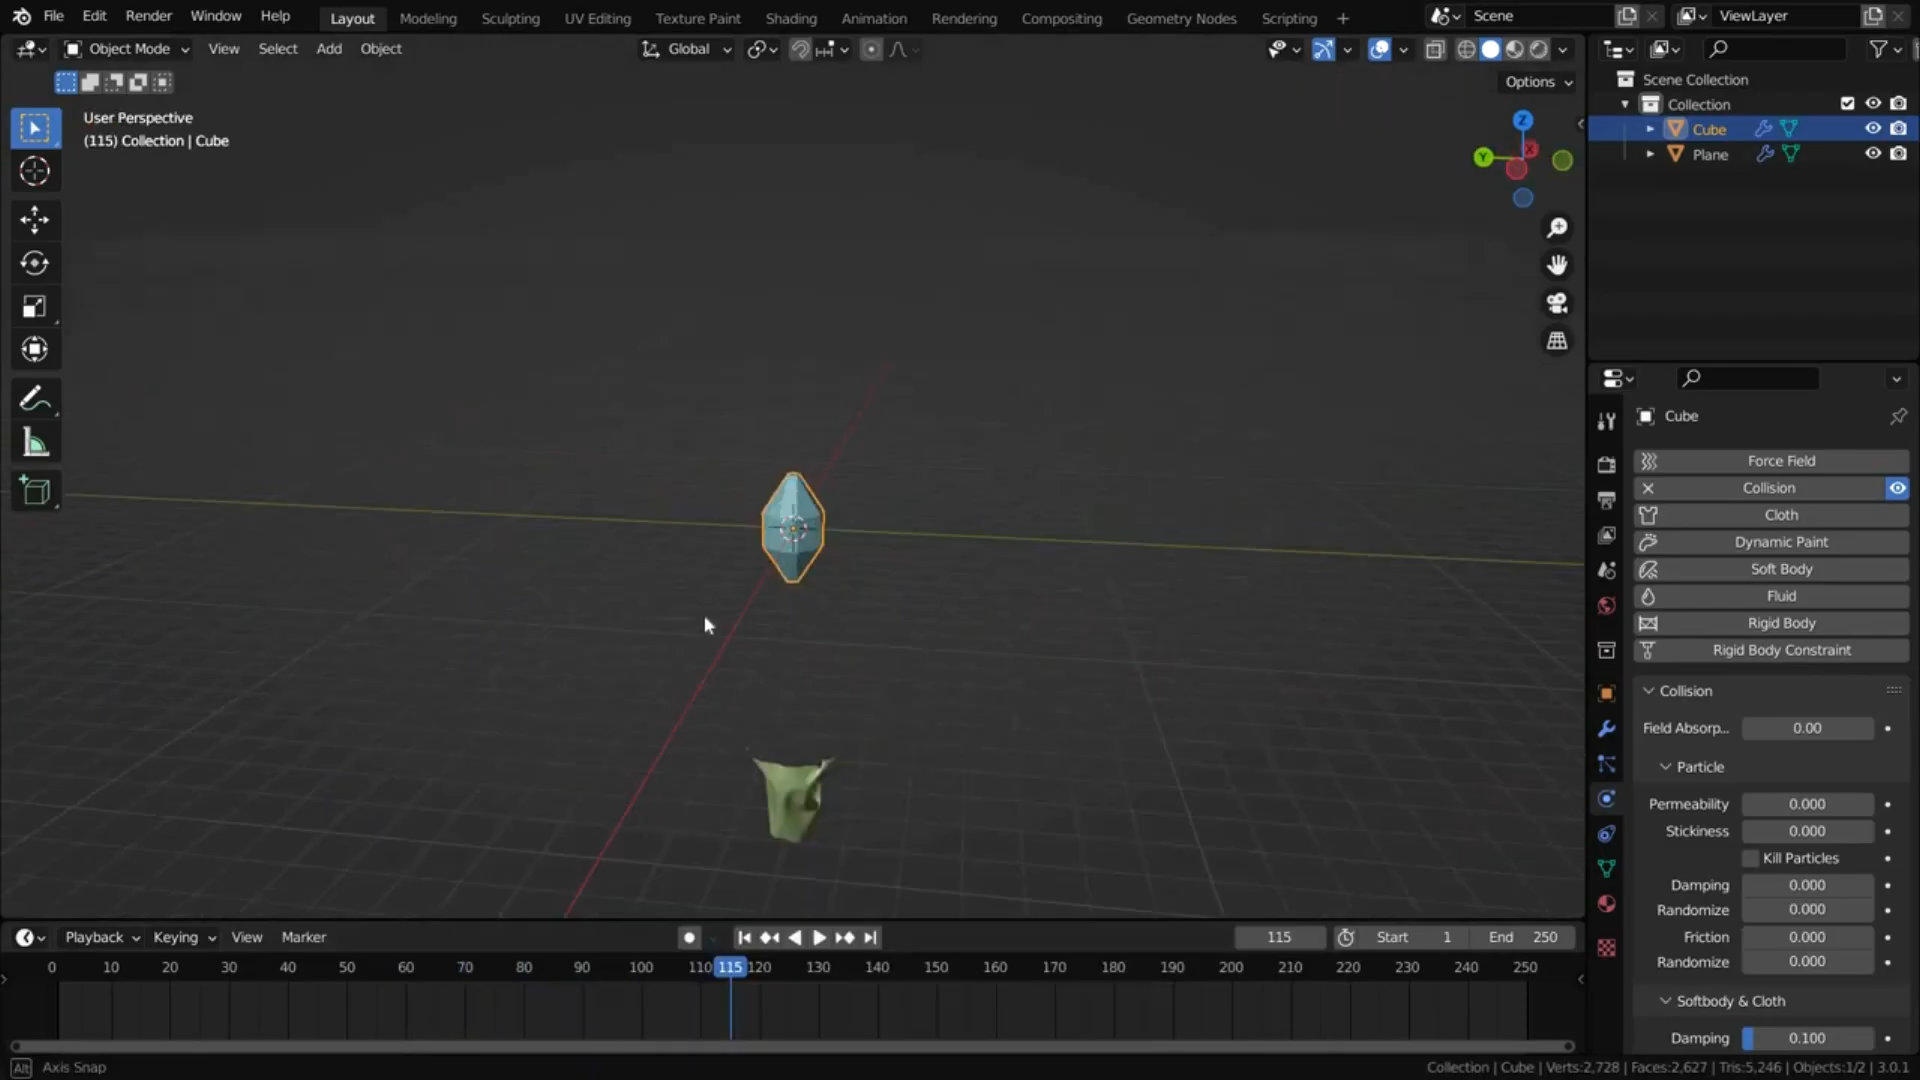 File Edit Render Window Help Layout Modeling Sculpting UV Editing Texture Paint Shading Animation Rendering Compositing Geometry Nodes Scripting + Scene ViewLayer
Object Mode View Select Add Object Global
Options
User Perspective
(115) Collection | Cube
Z
Y
X
Scene Collection
Collection
Cube
Plane
Cube
Force Field
Collision
Cloth
Dynamic Paint
Soft Body
Fluid
Rigid Body
Rigid Body Constraint
Collision
Field Absorp... 0.00
Particle
Permeability 0.000
Stickiness 0.000
Kill Particles
Damping 0.000
Randomize 0.000
Friction 0.000
Randomize 0.000
Softbody & Cloth
Damping 0.100
Playback Keying View Marker 115 Start 1 End 250
0 10 20 30 40 50 60 70 80 90 100 110 115 120 130 140 150 160 170 180 190 200 210 220 230 240 250
Alt Axis Snap Collection | Cube | Verts:2,728 | Faces:2,627 | Tris:5,246 | Objects:1/2 | 3.0.1